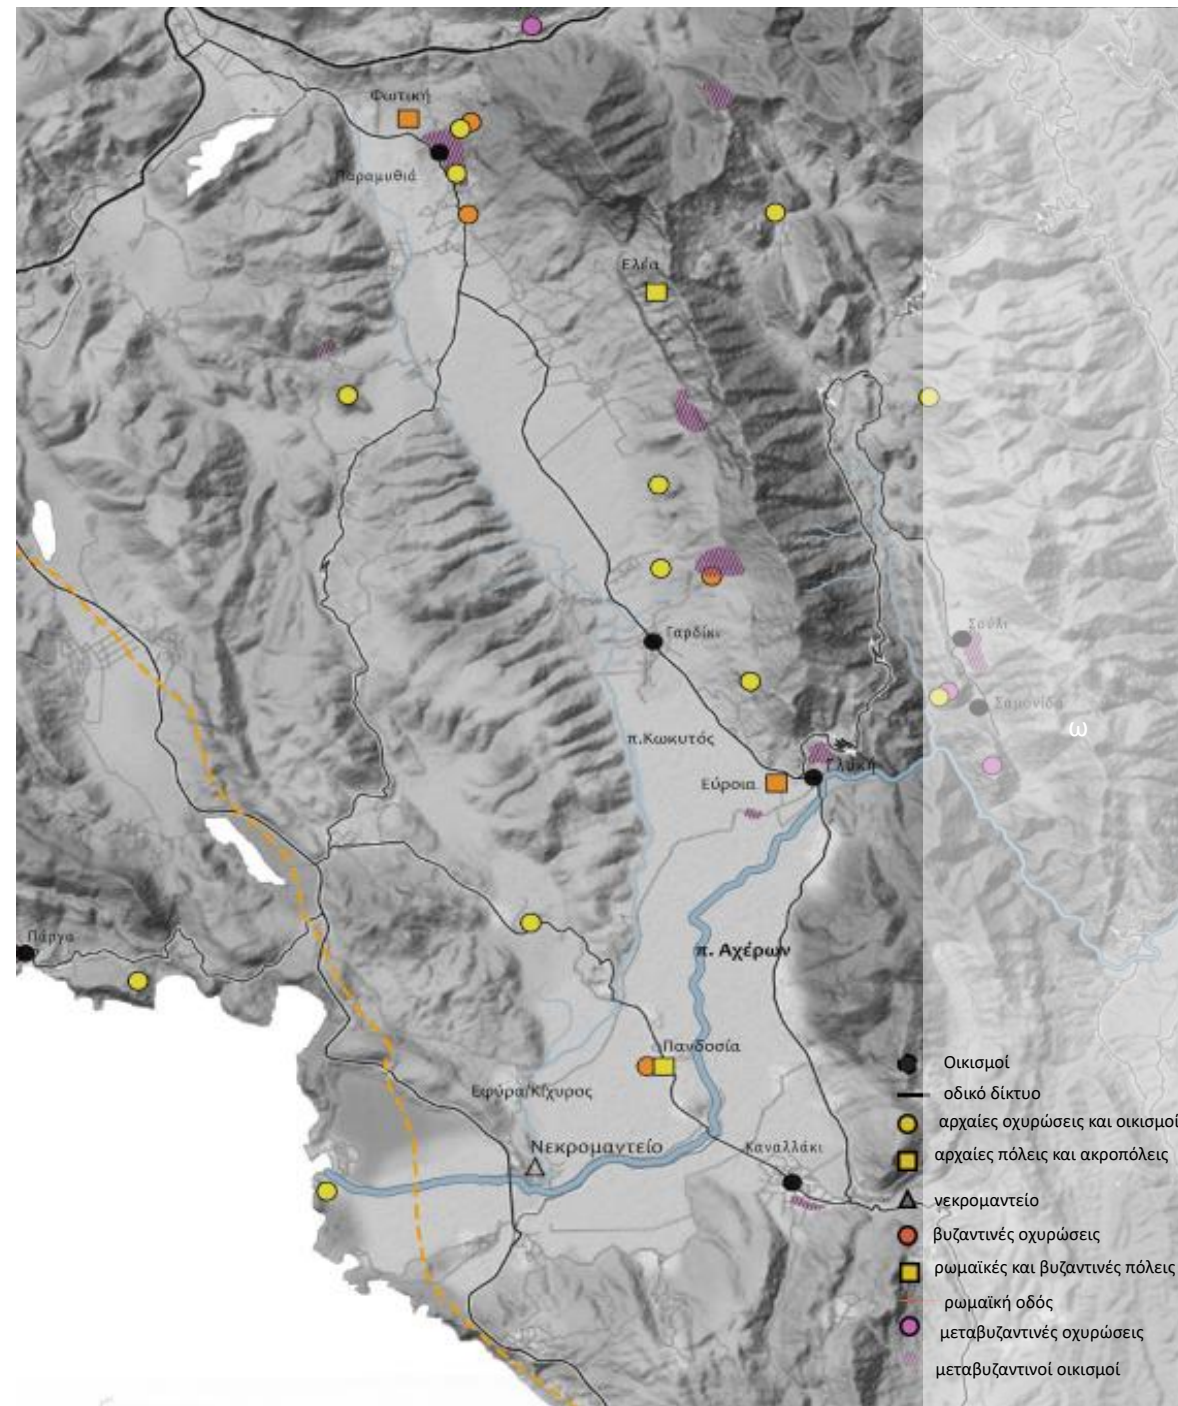 Φωτική
Παραμυθιά
Ελέα
Γαρδίκι
Σούλι
Σαμονίδα
ω
π.Κωκυτός
Γλυκή
Εύροια
Πάργα
π. Αχέρων
Πανδοσία
Εφύρα/Κίχυρος
Νεκρομαντείο
Καναλλάκι
Οικισμοί
οδικό δίκτυο
αρχαίες οχυρώσεις και οικισμοί
αρχαίες πόλεις και ακροπόλεις
νεκρομαντείο
βυζαντινές οχυρώσεις
ρωμαϊκές και βυζαντινές πόλεις
ρωμαϊκή οδός
μεταβυζαντινές οχυρώσεις
μεταβυζαντινοί οικισμοί